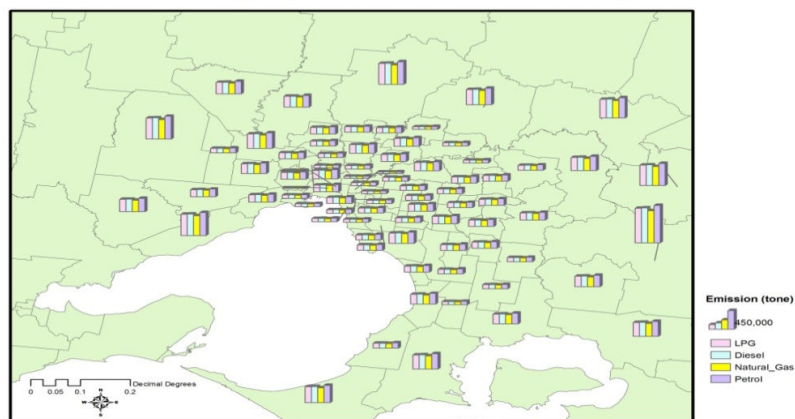 Emission (tone)
450,000
LPG
Diesel
Natural_Gas
Petrol
Decimal Degrees
0 0.05 0.1 0.2
N
W E
S